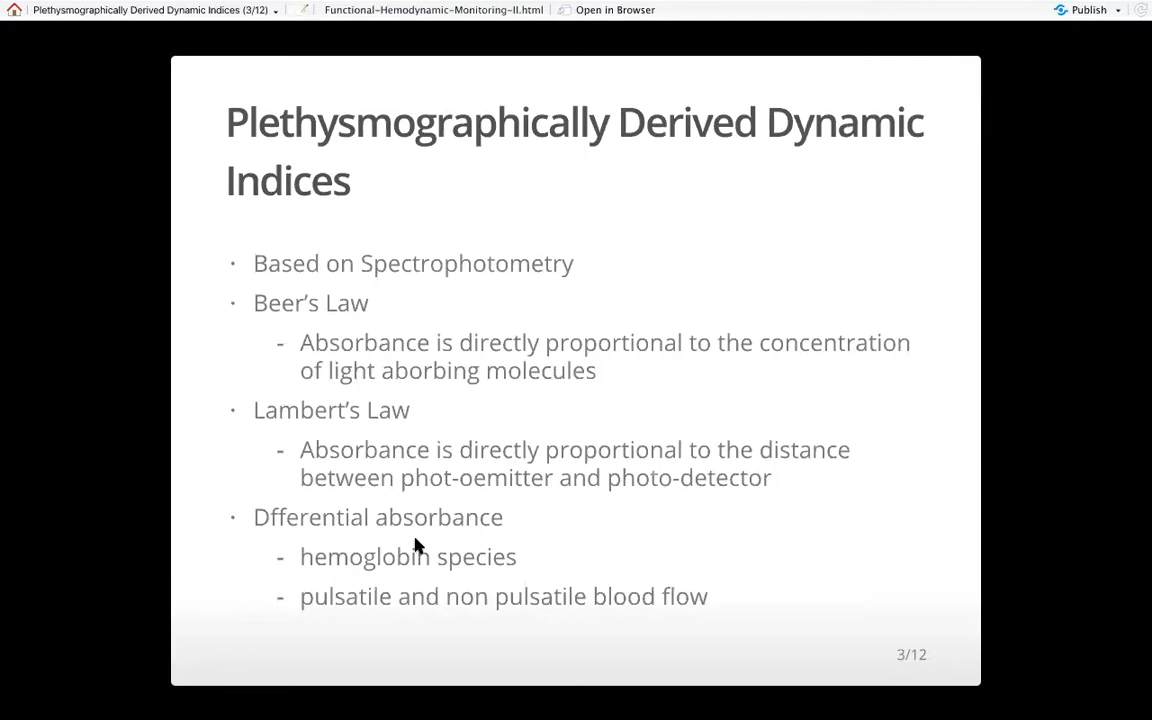 Plethysmographically Derived Dynamic Indices (3/12)
Functional-Hemodynamic-Monitoring-II.html
Open in Browser
Publish
Plethysmographically Derived Dynamic
Indices
· Based on Spectrophotometry
· Beer's Law
- Absorbance is directly proportional to the concentration
of light aborbing molecules
· Lambert's Law
- Absorbance is directly proportional to the distance
between phot-oemitter and photo-detector
· Dfferential absorbance
- hemoglobin species
- pulsatile and non pulsatile blood flow
3/12